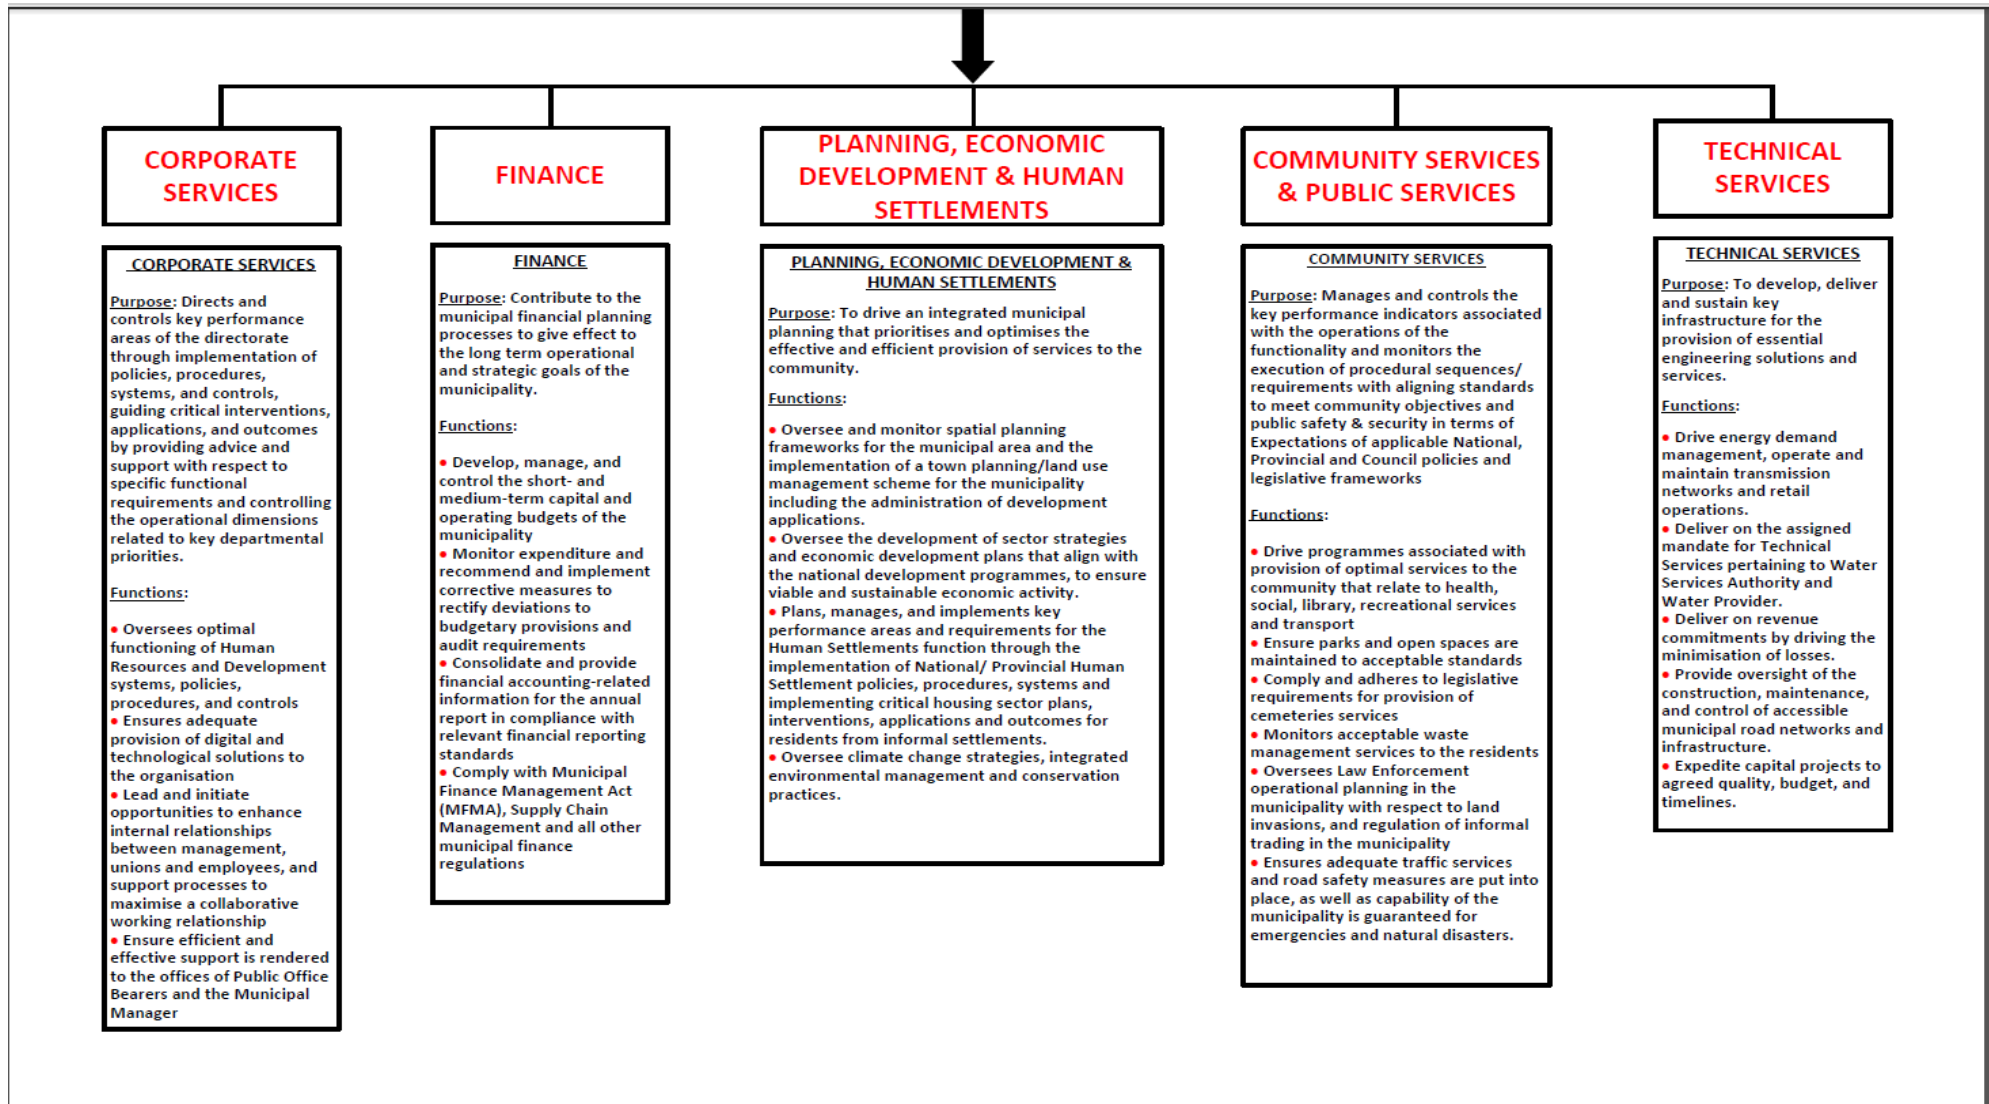 CORPORATE
SERVICES
FINANCE
PLANNING, ECONOMIC
DEVELOPMENT & HUMAN
SETTLEMENTS
COMMUNITY SERVICES
& PUBLIC SERVICES
TECHNICAL
SERVICES
CORPORATE SERVICES
Purpose: Directs and
controls key performance
areas of the directorate
through implementation of
policies, procedures,
systems, and controls,
guiding critical interventions,
applications, and outcomes
by providing advice and
support with respect to
specific functional
requirements and controlling
the operational dimensions
related to key departmental
priorities.
Functions:
● Oversees optimal
functioning of Human
Resources and Development
systems, policies,
procedures, and controls
● Ensures adequate
provision of digital and
technological solutions to
the organisation
● Lead and initiate
opportunities to enhance
internal relationships
between management,
unions and employees, and
support processes to
maximise a collaborative
working relationship
● Ensure efficient and
effective support is rendered
to the offices of Public Office
Bearers and the Municipal
Manager
FINANCE
Purpose: Contribute to the
municipal financial planning
processes to give effect to
the long term operational
and strategic goals of the
municipality.
Functions:
● Develop, manage, and
control the short- and
medium-term capital and
operating budgets of the
municipality
● Monitor expenditure and
recommend and implement
corrective measures to
rectify deviations to
budgetary provisions and
audit requirements
● Consolidate and provide
financial accounting-related
information for the annual
report in compliance with
relevant financial reporting
standards
● Comply with Municipal
Finance Management Act
(MFMA), Supply Chain
Management and all other
municipal finance
regulations
PLANNING, ECONOMIC DEVELOPMENT &
HUMAN SETTLEMENTS
Purpose: To drive an integrated municipal
planning that prioritises and optimises the
effective and efficient provision of services to the
community.
Functions:
● Oversee and monitor spatial planning
frameworks for the municipal area and the
implementation of a town planning/land use
management scheme for the municipality
including the administration of development
applications.
● Oversee the development of sector strategies
and economic development plans that align with
the national development programmes, to ensure
viable and sustainable economic activity.
● Plans, manages, and implements key
performance areas and requirements for the
Human Settlements function through the
implementation of National/ Provincial Human
Settlement policies, procedures, systems and
implementing critical housing sector plans,
interventions, applications and outcomes for
residents from informal settlements.
● Oversee climate change strategies, integrated
environmental management and conservation
practices.
COMMUNITY SERVICES
Purpose: Manages and controls the
key performance indicators associated
with the operations of the
functionality and monitors the
execution of procedural sequences/
requirements with aligning standards
to meet community objectives and
public safety & security in terms of
Expectations of applicable National,
Provincial and Council policies and
legislative frameworks
Functions:
● Drive programmes associated with
provision of optimal services to the
community that relate to health,
social, library, recreational services
and transport
● Ensure parks and open spaces are
maintained to acceptable standards
● Comply and adheres to legislative
requirements for provision of
cemeteries services
● Monitors acceptable waste
management services to the residents
● Oversees Law Enforcement
operational planning in the
municipality with respect to land
invasions, and regulation of informal
trading in the municipality
● Ensures adequate traffic services
and road safety measures are put into
place, as well as capability of the
municipality is guaranteed for
emergencies and natural disasters.
TECHNICAL SERVICES
Purpose: To develop, deliver
and sustain key
infrastructure for the
provision of essential
engineering solutions and
services.
Functions:
● Drive energy demand
management, operate and
maintain transmission
networks and retail
operations.
● Deliver on the assigned
mandate for Technical
Services pertaining to Water
Services Authority and
Water Provider.
● Deliver on revenue
commitments by driving the
minimisation of losses.
● Provide oversight of the
construction, maintenance,
and control of accessible
municipal road networks and
infrastructure.
● Expedite capital projects to
agreed quality, budget, and
timelines.